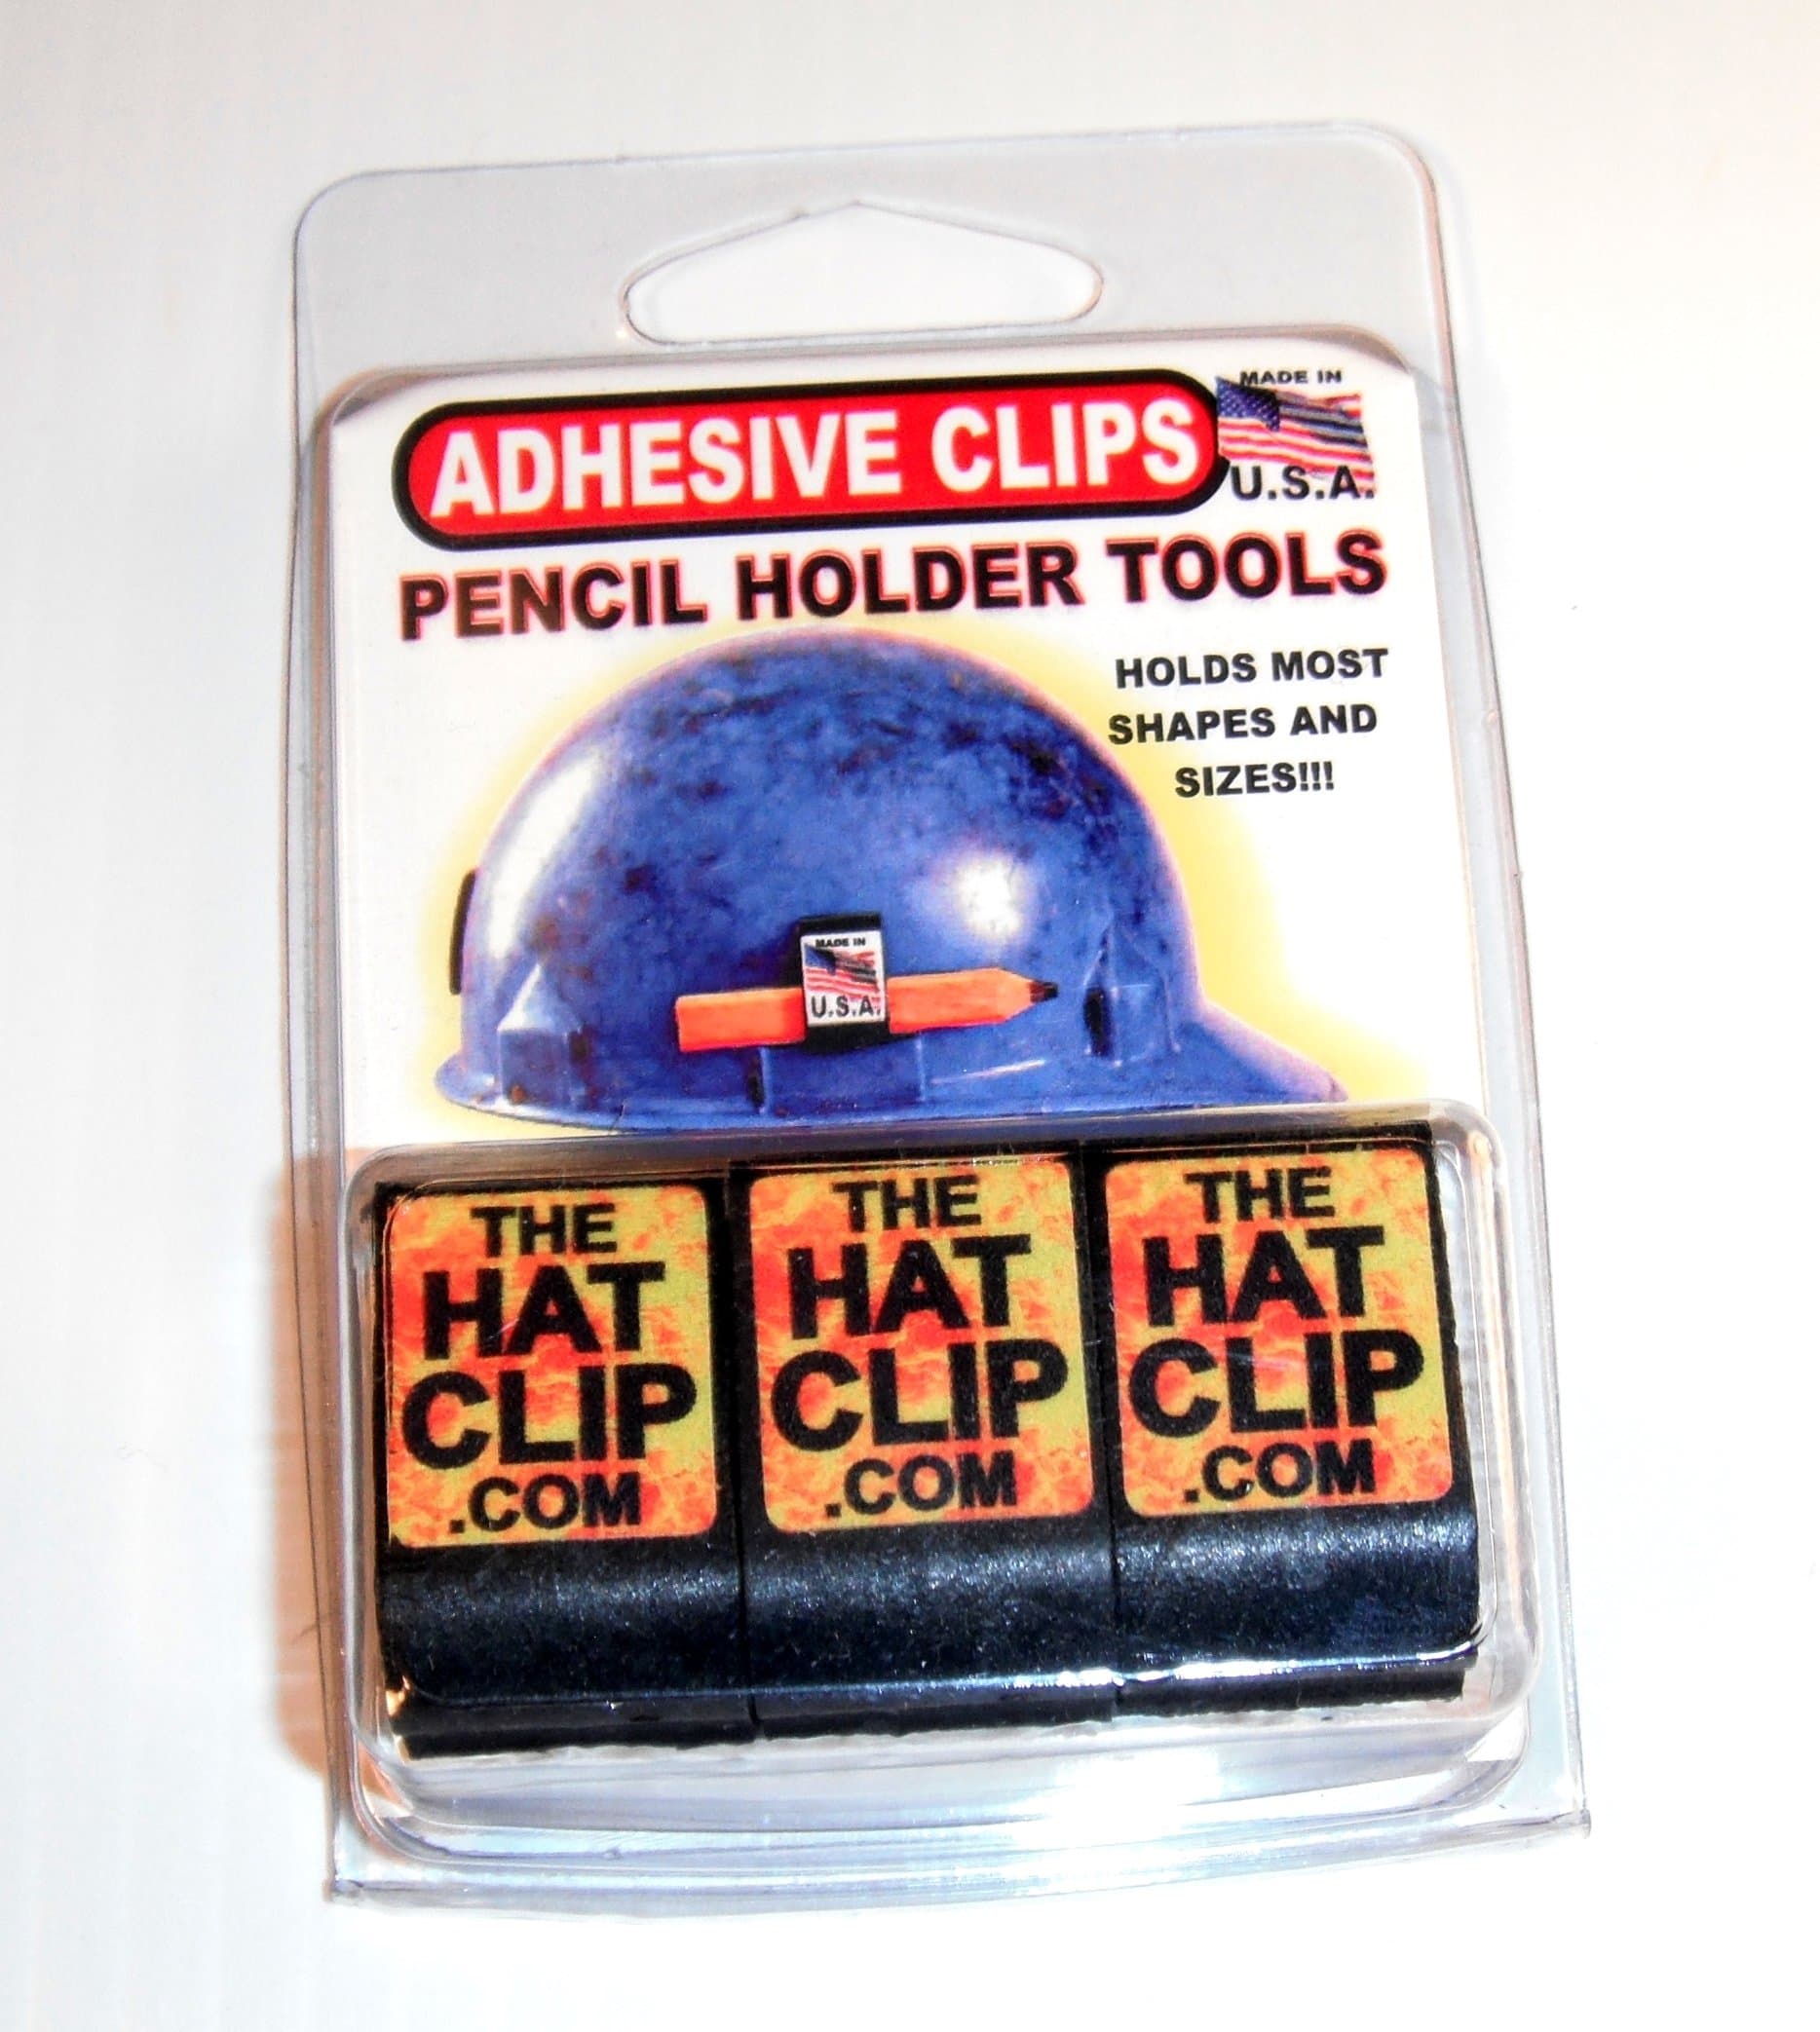 ADHESIVE CLIPS
MADE IN
U.S.A.
PENCIL HOLDER TOOLS
HOLDS MOST
SHAPES AND
SIZES!!!
MADE IN
U.S.A.
THE
HAT
CLIP
.COM
THE
HAT
CLIP
.COM
THE
HAT
CLIP
.COM